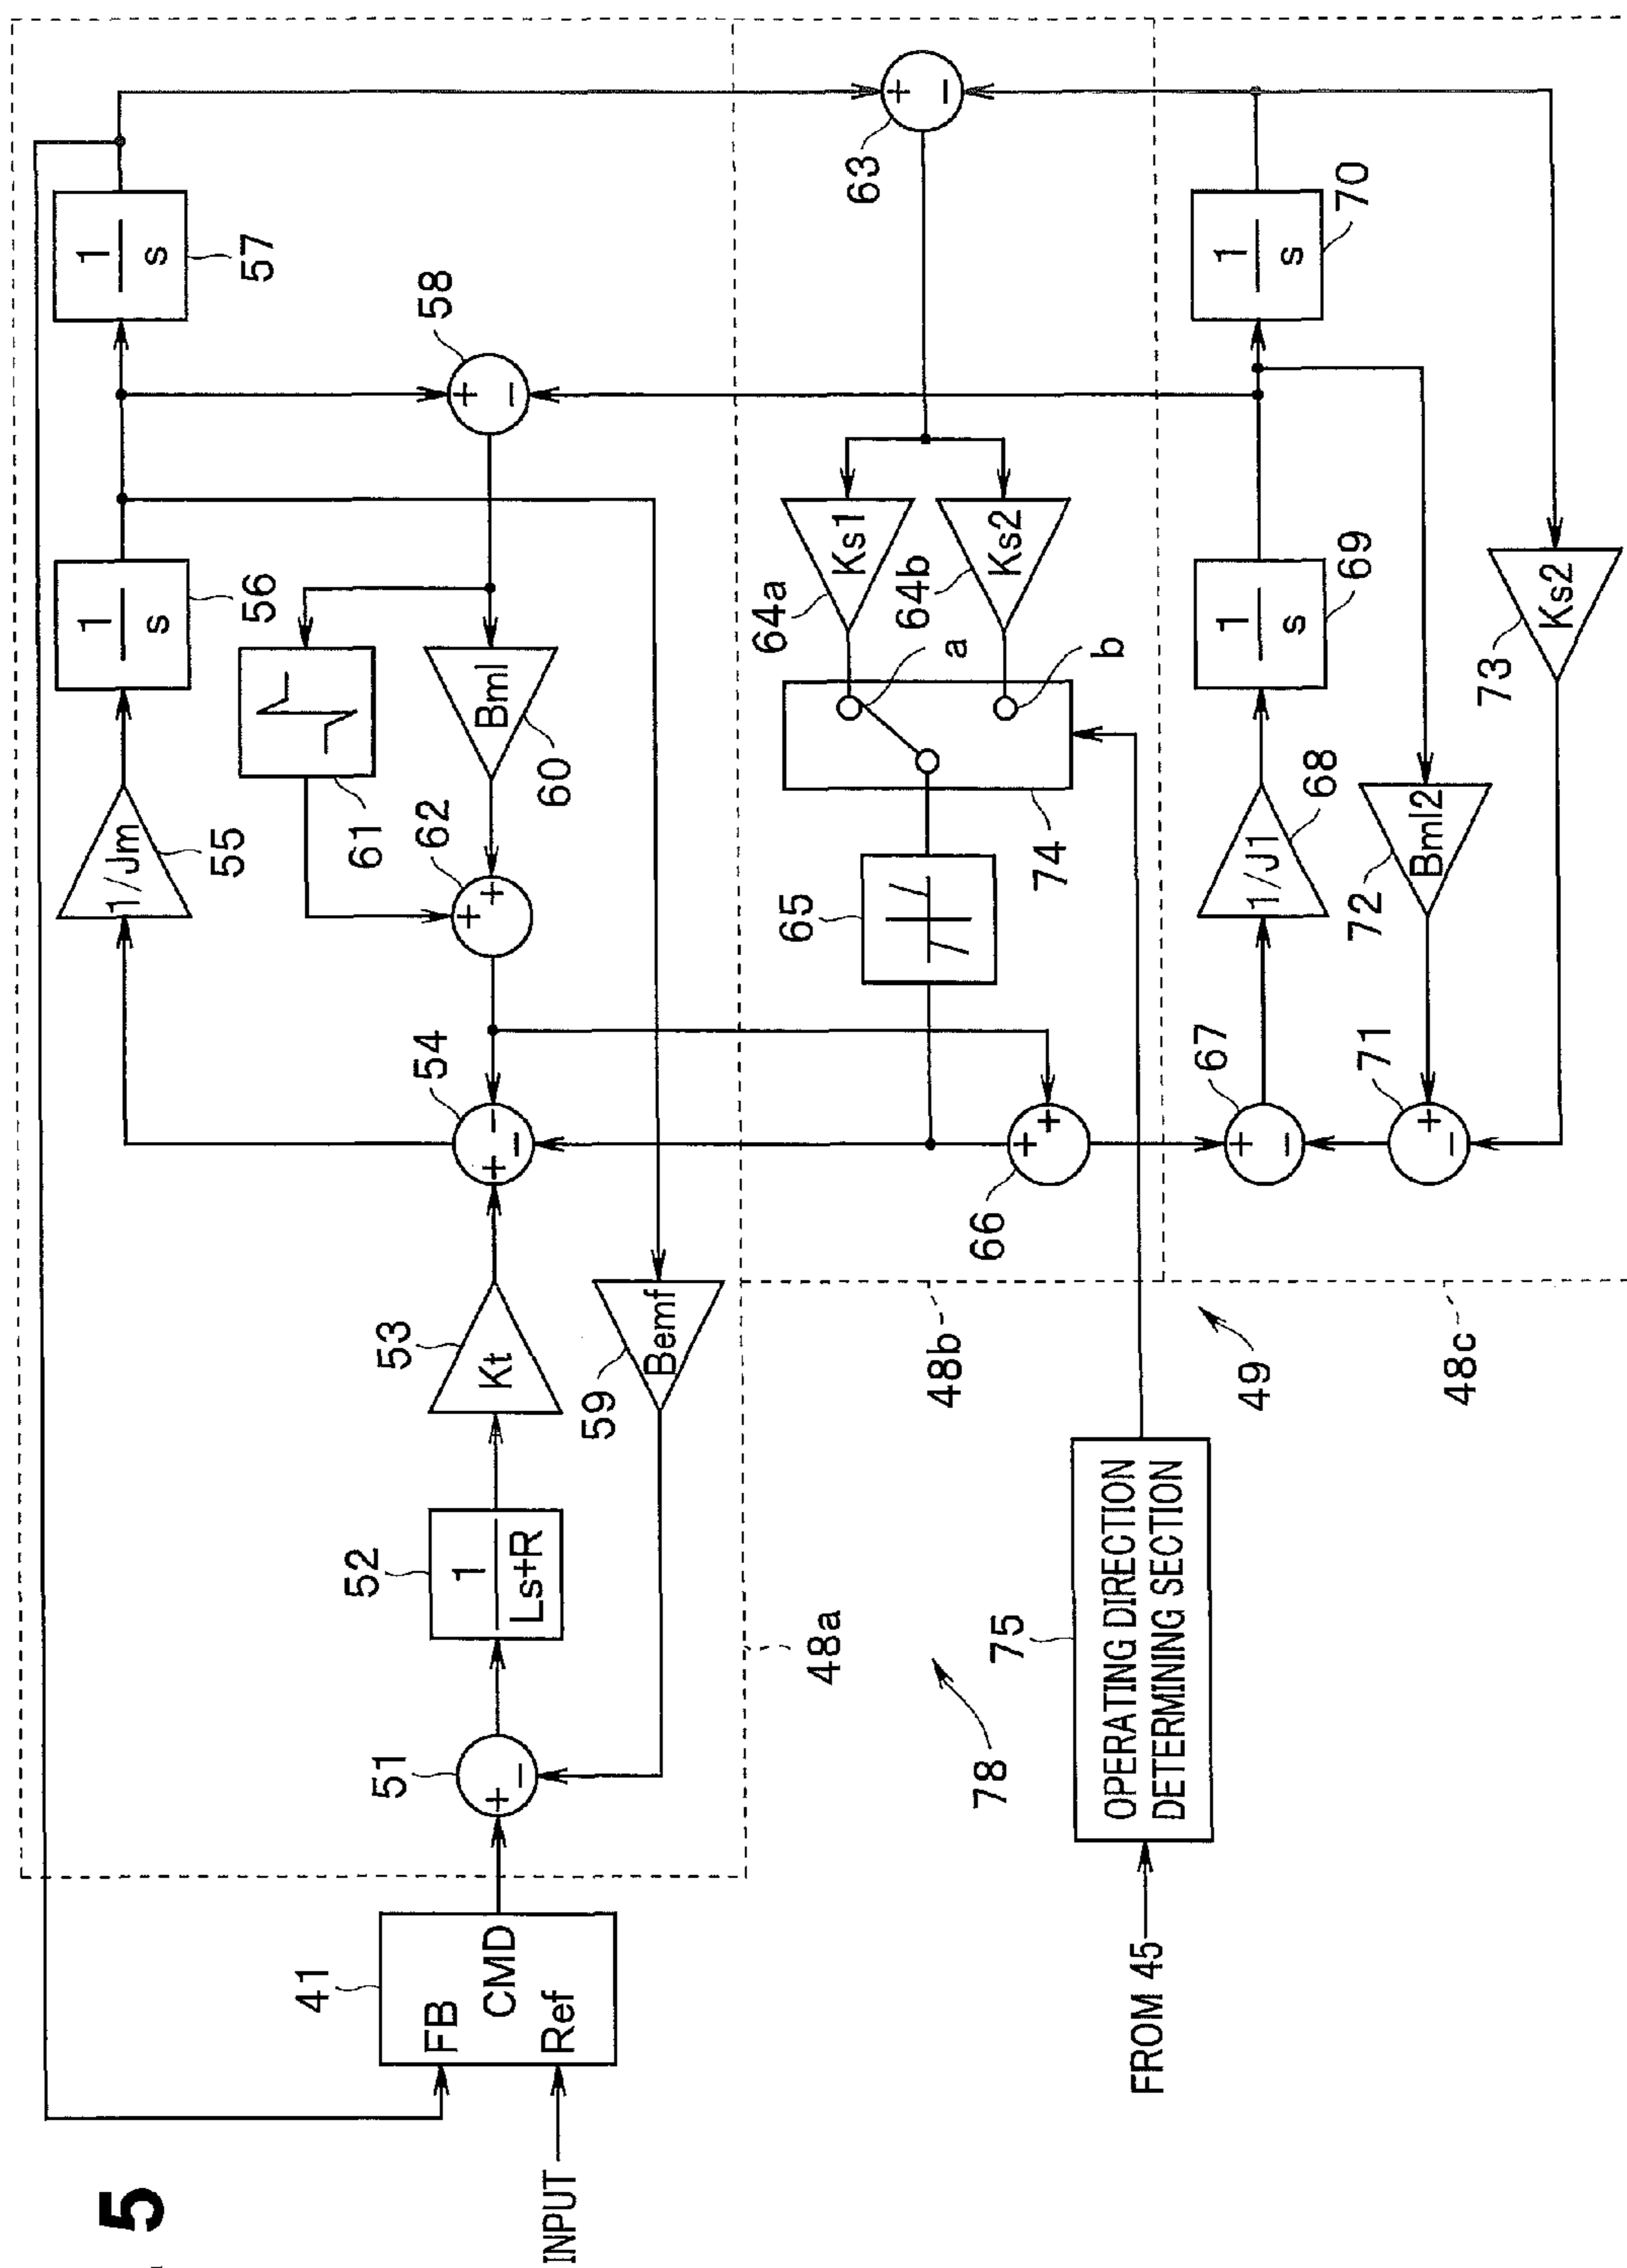 5
INPUT
41
FB
CMD
Ref
51
+
−
52
1
Ls+R
53
Kt
59
Bemf
54
+
−
−
55
1/Jm
56
1
s
57
1
s
58
+
−
60
Bml
61
62
+
+
48a
63
+
−
64a
Ks1
64b
Ks2
a
b
74
65
66
+
+
48b
67
+
−
68
1/J1
69
1
s
70
1
s
71
+
−
72
Bml2
73
Ks2
48c
49
78
75
OPERATING DIRECTION
DETERMINING SECTION
FROM 45